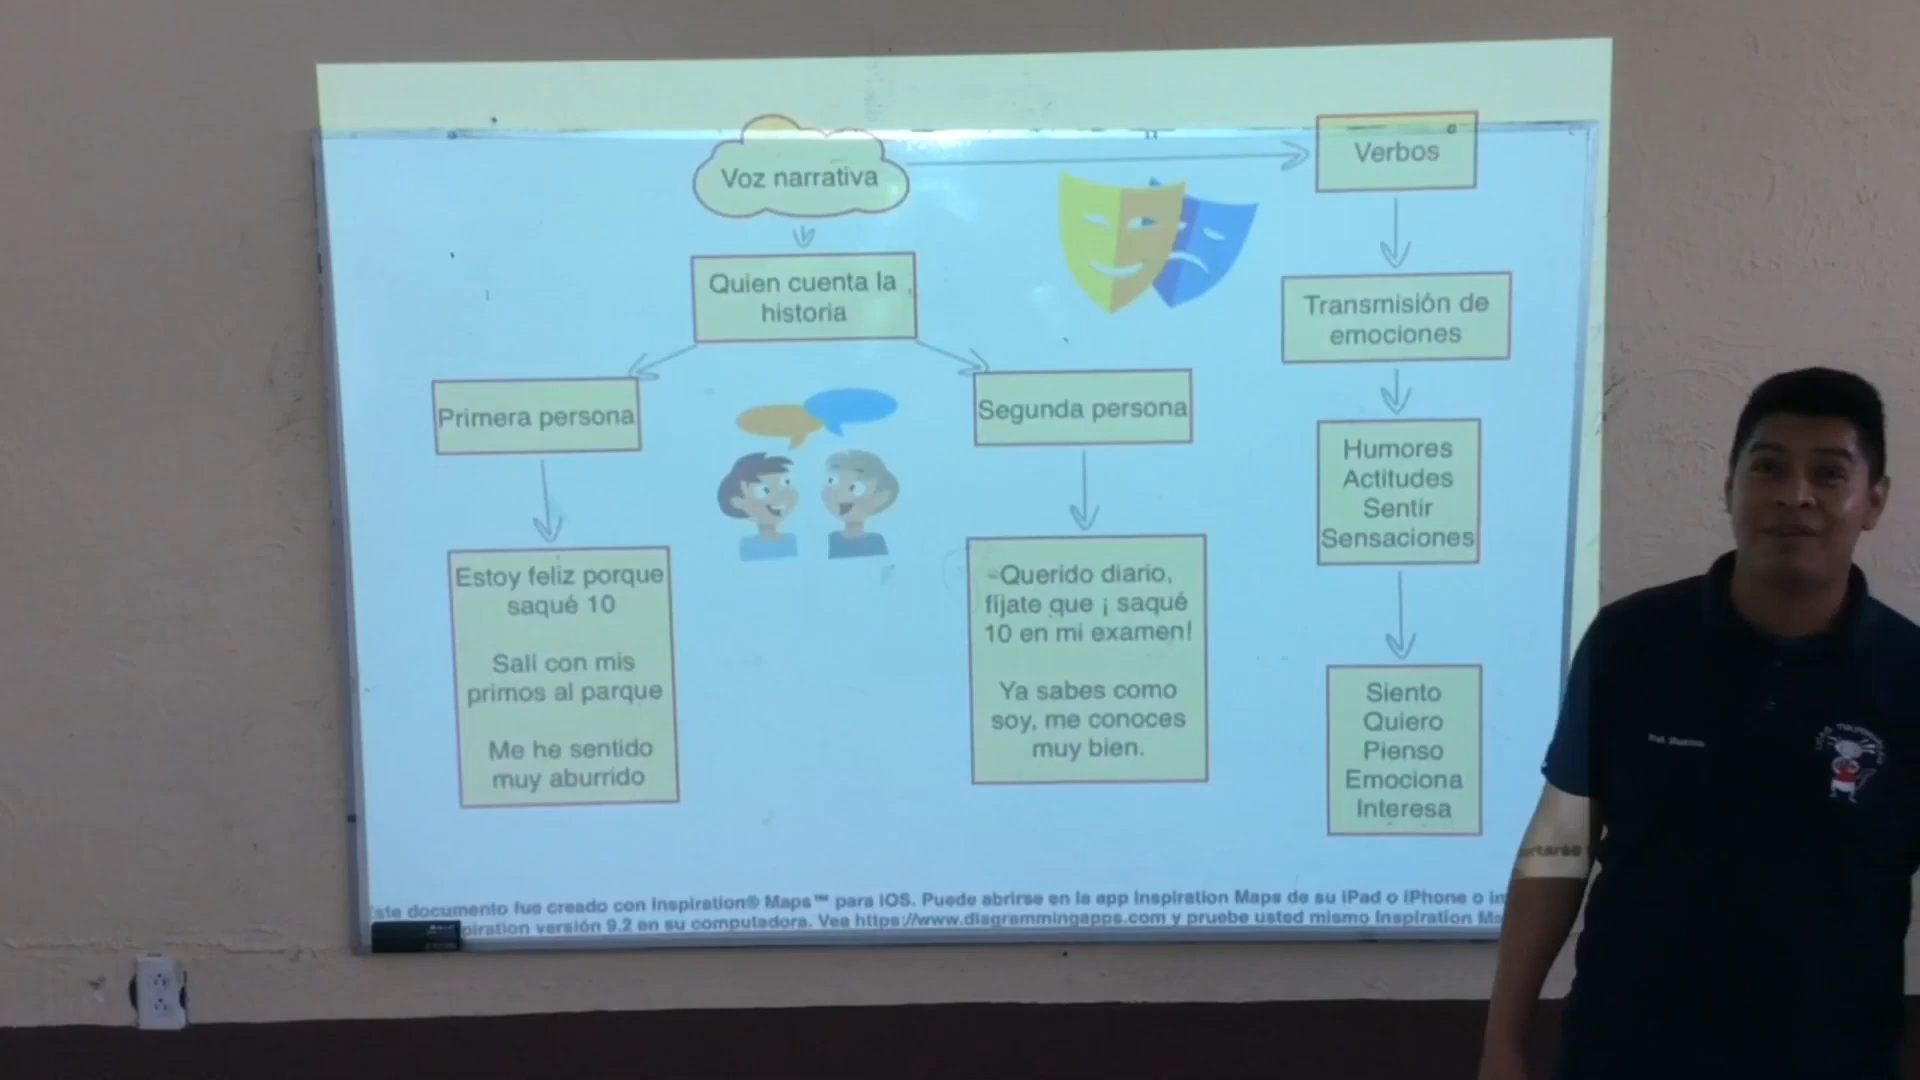 Voz narrativa
Verbos
Quien cuenta la
historia
Transmisión de
emociones
Primera persona
Segunda persona
Humores
Actitudes
Sentir
Sensaciones
Estoy feliz porque
saqué 10
Salí con mis
primos al parque
Me he sentido
muy aburrido
Querido diario,
fíjate que ¡ saqué
10 en mi examen!
Ya sabes como
soy, me conoces
muy bien.
Siento
Quiero
Pienso
Emociona
Interesa
documento fue creado con Inspiration® Maps™ para iOS. Puede abrirse en la app Inspiration Maps de su iPad o iPhone o
versión 9.2 en su computadora. Vea https://www.diagrammingapps.com y pruebe usted mismo Inspiration
Prof.